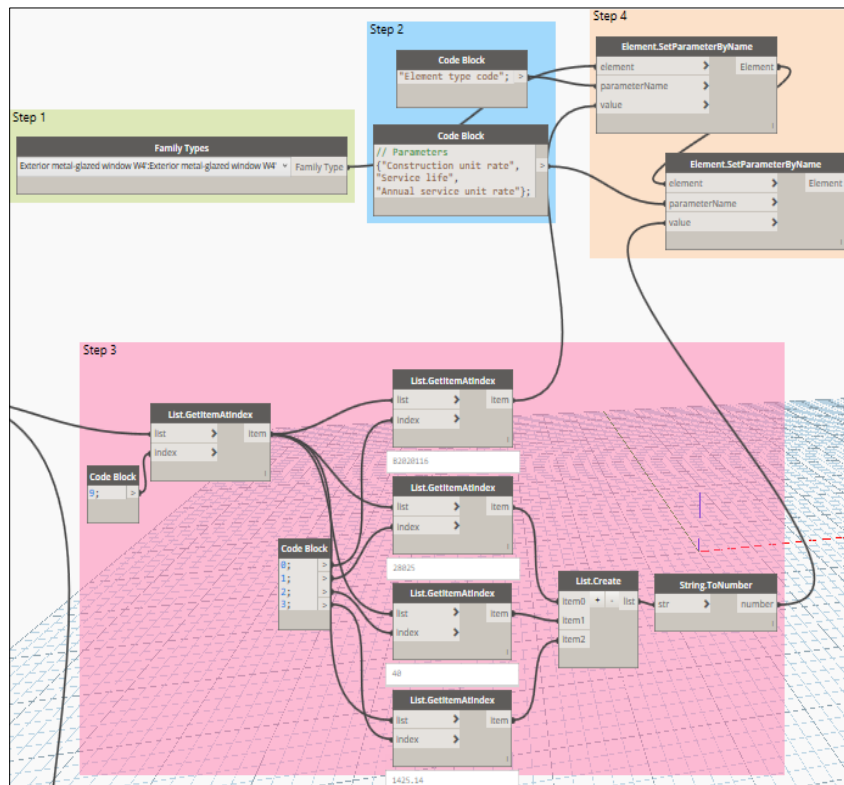 Step 1
Family Types
Exterior metal-glazed window W4':Exterior metal-glazed window W4'
Family Type
Step 2
Code Block
"Element type code";
>
Code Block
// Parameters
{"Construction unit rate",
"Service life",
"Annual service unit rate"};
>
Step 4
Element.SetParameterByName
element > Element
parameterName >
value >
Element.SetParameterByName
element > Element
parameterName >
value >
Step 3
List.GetItemAtIndex
list > item
index >
Code Block
9; >
List.GetItemAtIndex
list > item
index >
82020116
List.GetItemAtIndex
list > item
index >
28025
Code Block
0; >
1; >
2; >
3; >
List.GetItemAtIndex
list > item
index >
40
List.GetItemAtIndex
list > item
index >
1425.14
List.Create
item0 + - list
item1
item2
String.ToNumber
str > number